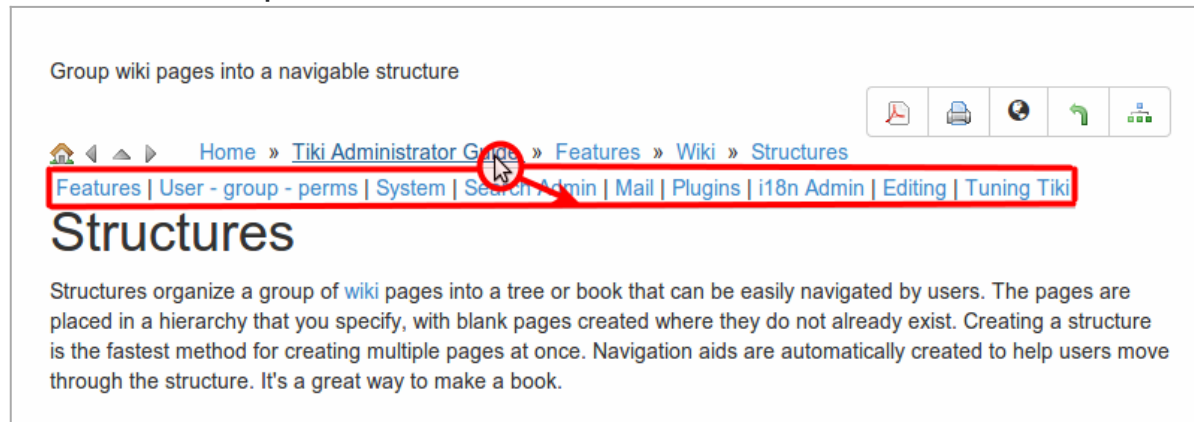 Group wiki pages into a navigable structure
Home » Tiki Administrator Guide » Features » Wiki » Structures
Features | User - group - perms | System | Search Admin | Mail | Plugins | i18n Admin | Editing | Tuning Tiki
Structures
Structures organize a group of wiki pages into a tree or book that can be easily navigated by users. The pages are
placed in a hierarchy that you specify, with blank pages created where they do not already exist. Creating a structure
is the fastest method for creating multiple pages at once. Navigation aids are automatically created to help users move
through the structure. It's a great way to make a book.